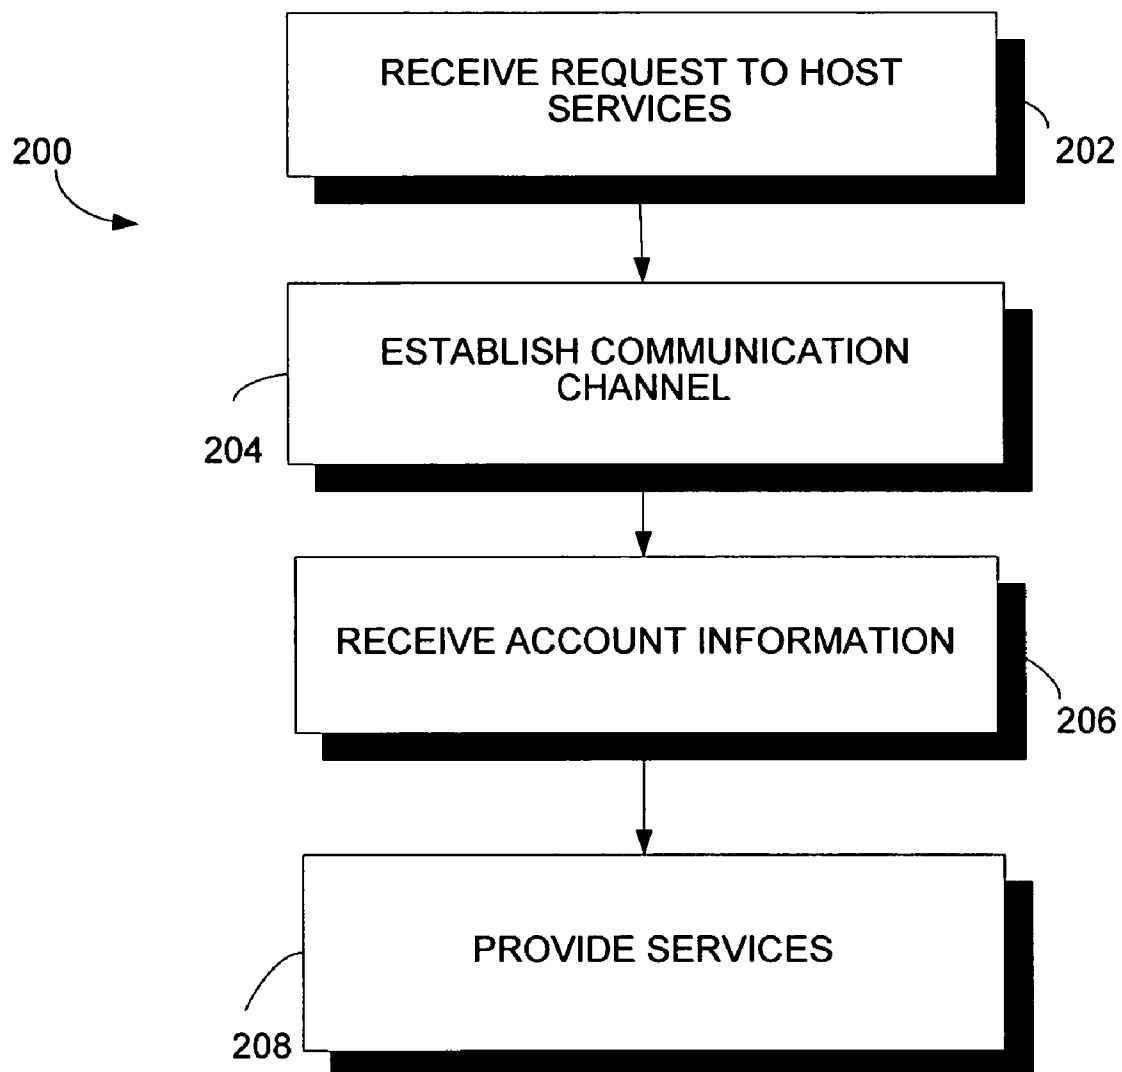 RECEIVE REQUEST TO HOST
SERVICES
200
202
ESTABLISH COMMUNICATION
CHANNEL
204
RECEIVE ACCOUNT INFORMATION
206
PROVIDE SERVICES
208